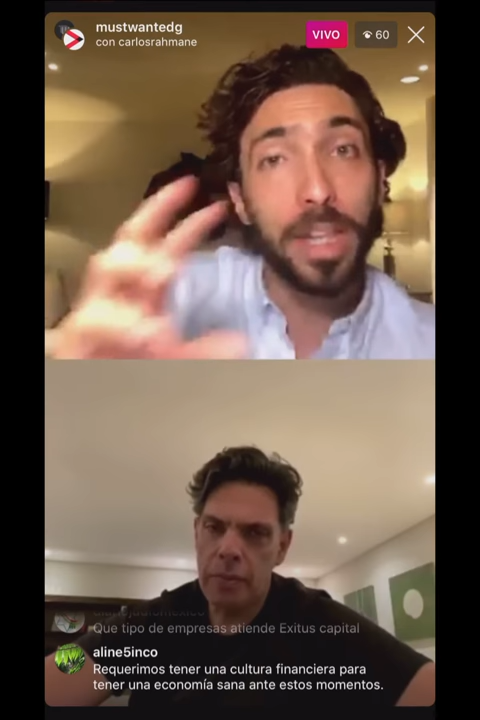 mustwantedg
con carlosrahmane
VIVO
60
Que tipo de empresas atiende Exitus capital
aline5inco
Requerimos tener una cultura financiera para
tener una economía sana ante estos momentos.